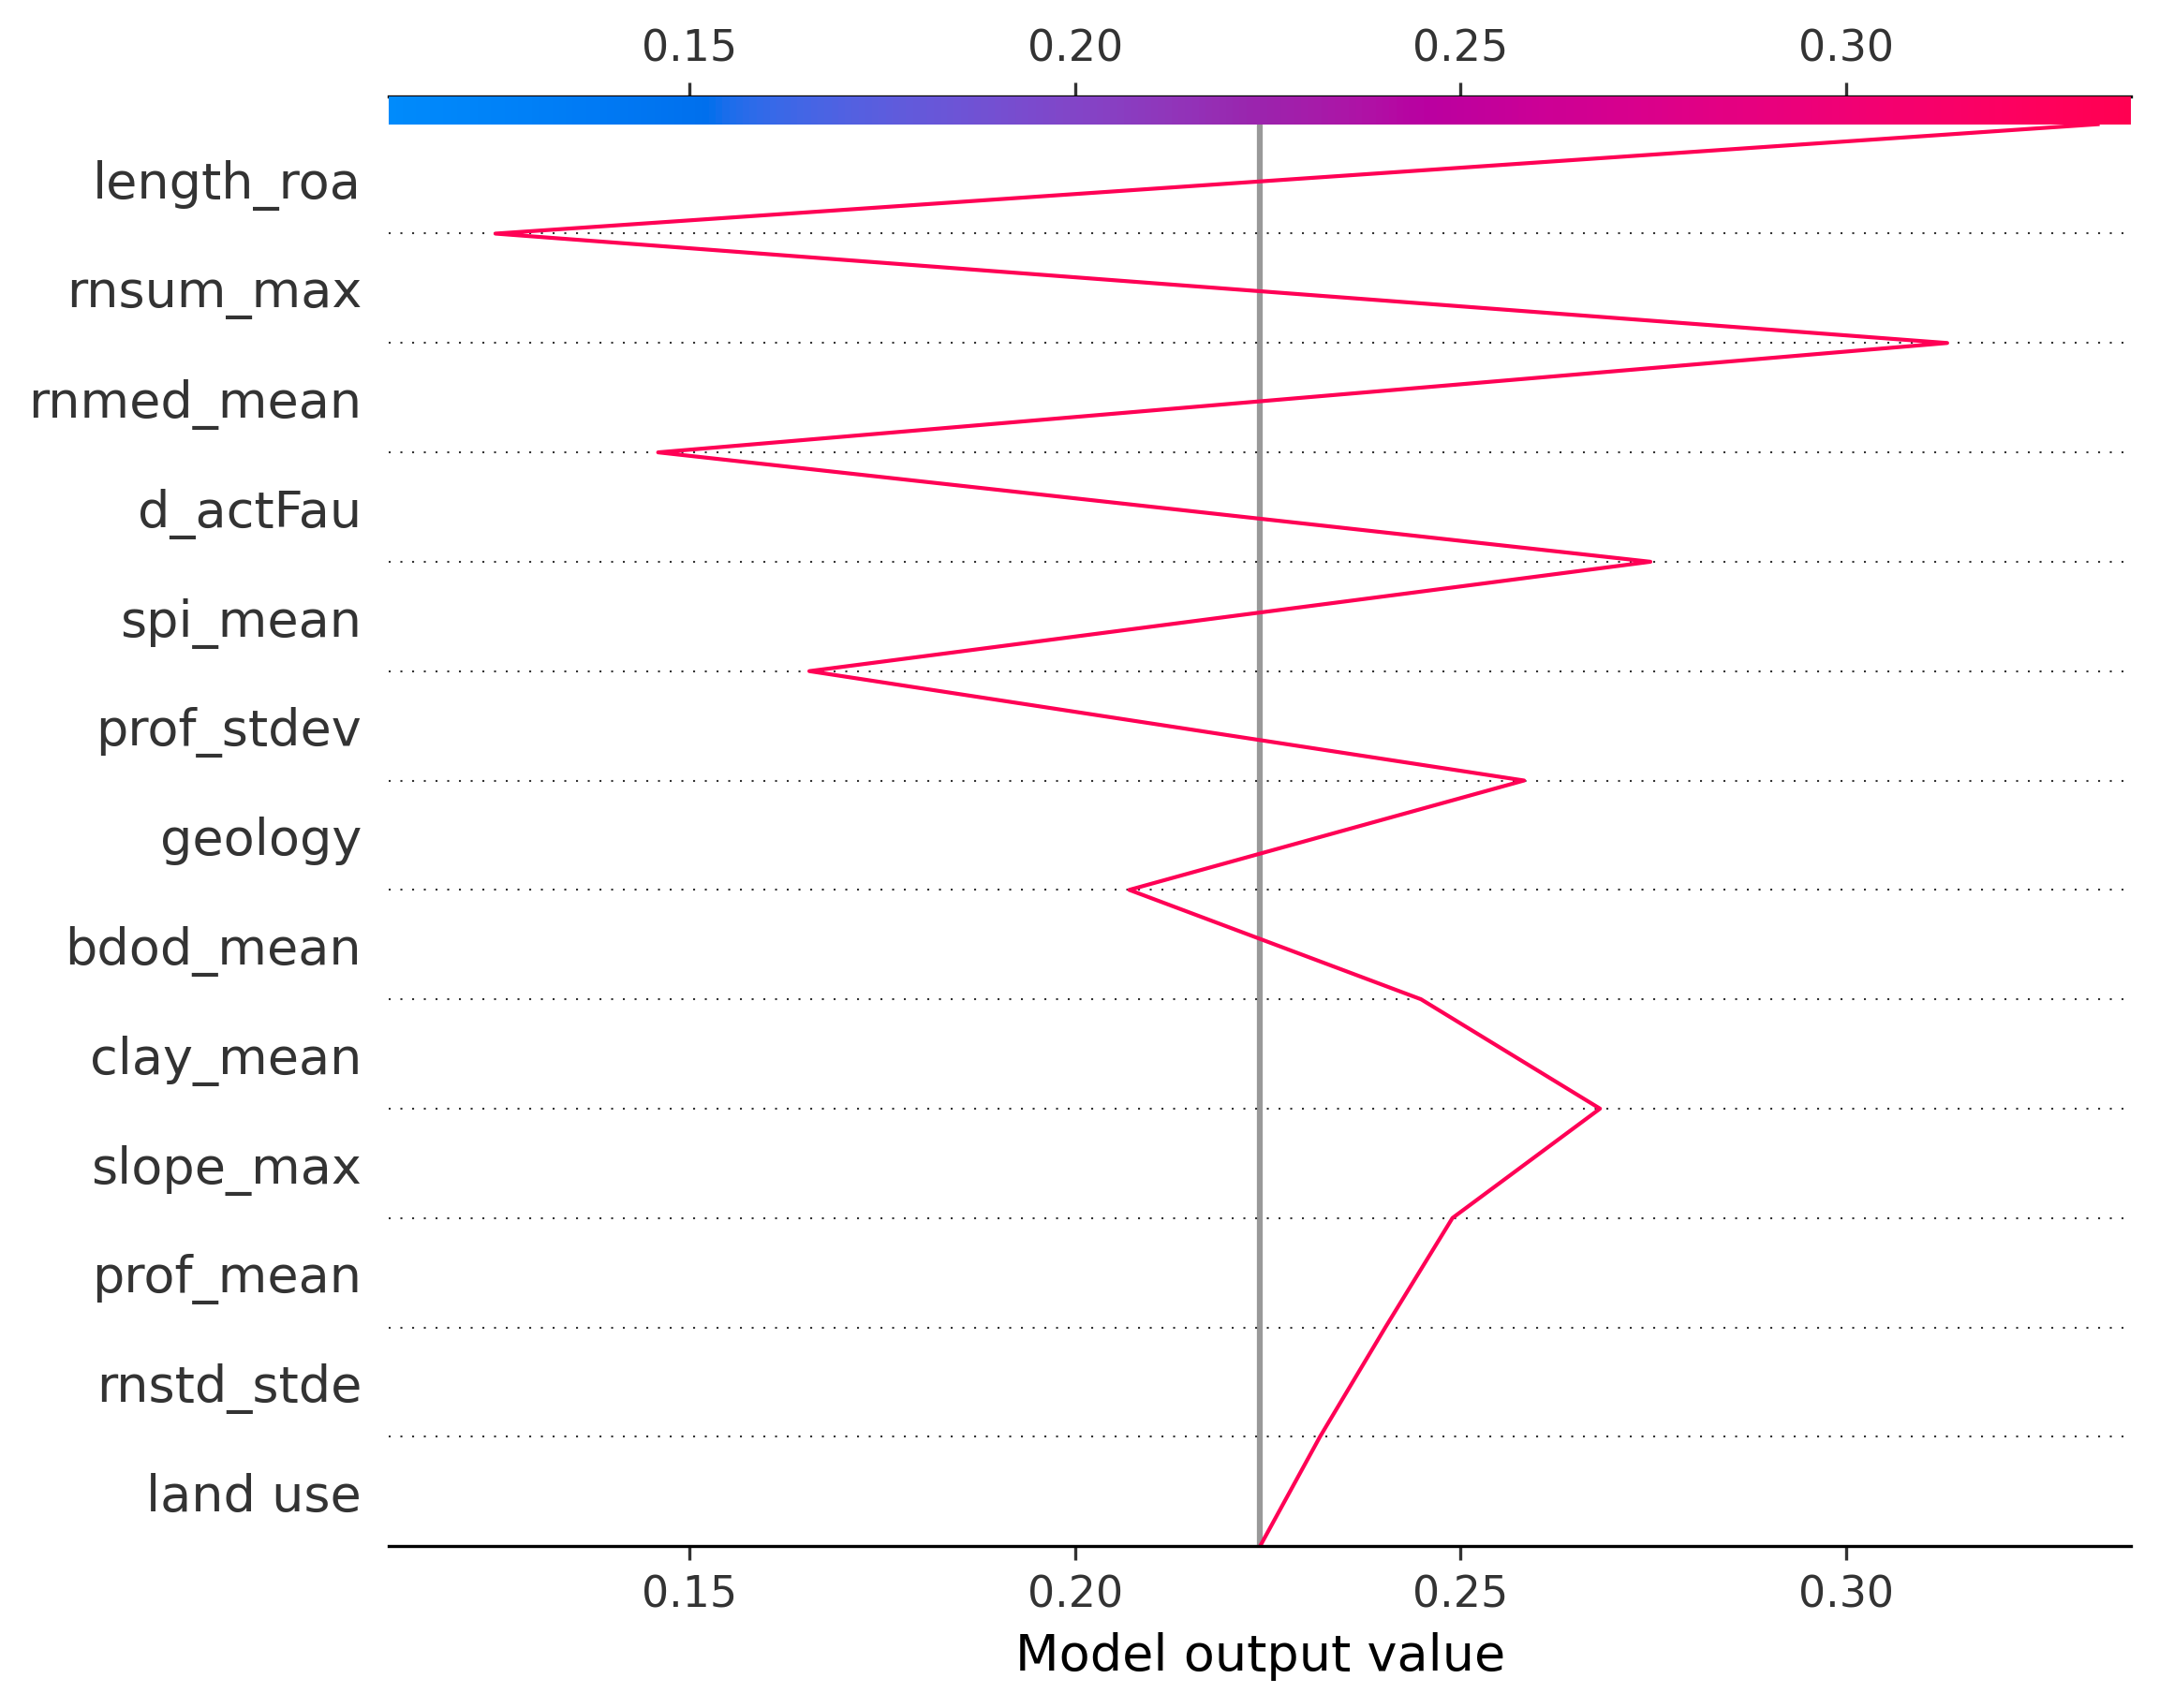 0.15 0.20 0.25 0.30
length_roa
rnsum_max
rnmed_mean
d_actFau
spi_mean
prof_stdev
geology
bdod_mean
clay_mean
slope_max
prof_mean
rnstd_stde
land use
0.15 0.20 0.25 0.30
Model output value